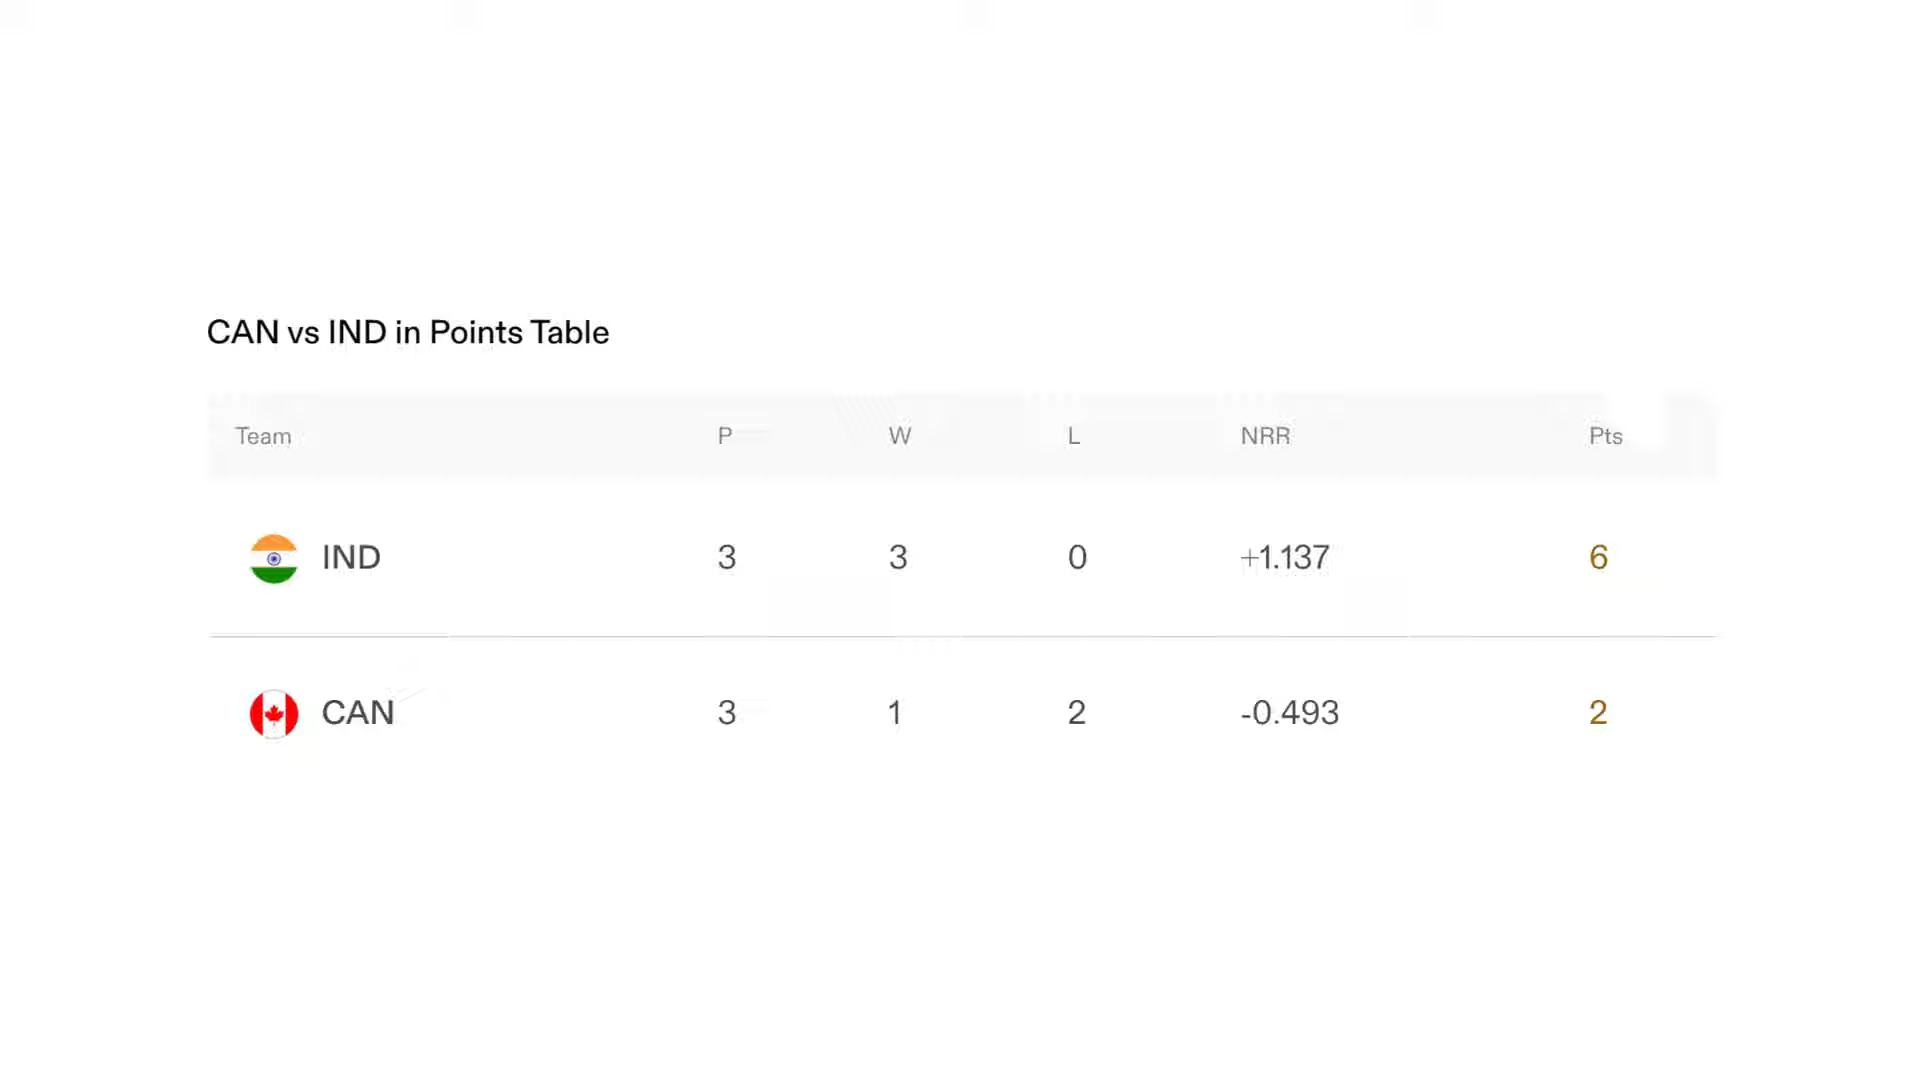 CAN vs IND in Points Table
Team P W L NRR Pts
IND 3 3 0 +1.137 6
CAN 3 1 2 -0.493 2